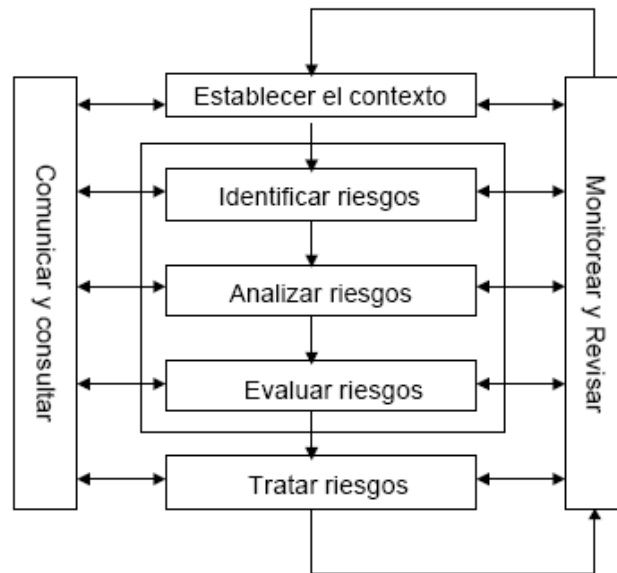 Establecer el contexto
Identificar riesgos
Analizar riesgos
Evaluar riesgos
Tratar riesgos
Comunicar y consultar
Monitorear y Revisar